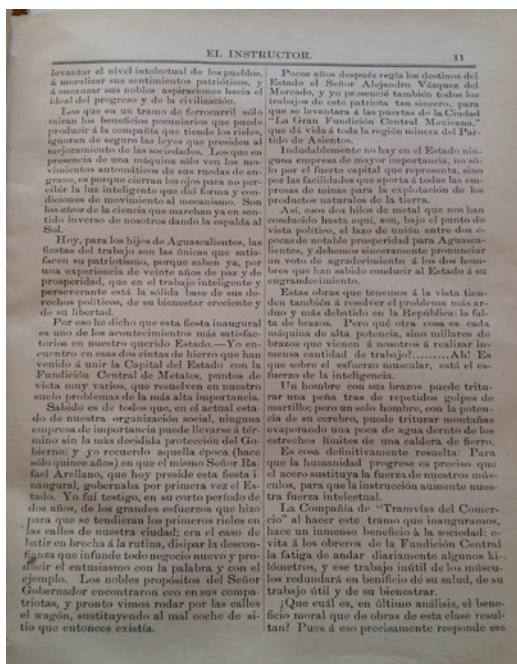 EL INSTRUCTOR.
11
levantar el nivel intelectual de los pueblos,
á moralizar sus sentimientos patrióticos, y
á encauzar sus nobles aspiraciones hacia el
ideal del progreso y de la civilización.
Los que en un tramo de ferrocarril sólo
miran los beneficios pecuniarios que puede
producir á la compañía que tiende los rieles,
ignoran de seguro las leyes que presiden al
mejoramiento de las sociedades. Los que en
presencia de una máquina sólo ven los mo-
vimientos automáticos de sus ruedas de en-
grane, es porque cierran los ojos para no per-
cibir la luz inteligente que dió forma y con-
diciones de movimiento al mecanismo. Son
los ateos de la ciencia que marchan ya en sen-
tido inverso de nosotros dando la espalda al
Sol.
Hoy, para los hijos de Aguascalientes, las
fiestas del trabajo son las únicas que satis-
facen su patriotismo, porque saben ya, por
una experiencia de veinte años de paz y de
prosperidad, que en el trabajo inteligente y
perseverante está la sólida base de sus de-
rechos políticos, de su bienestar creciente y
de su libertad.
Por eso he dicho que esta fiesta inaugural
es uno de los acontecimientos más satisfac-
torios en nuestro querido Estado.—Yo en-
cuentro en esas dos cintas de hierro que han
venido á unir la Capital del Estado con la
Fundición Central de Metales, puntos de
vista muy varios, que resuelven en nuestro
suelo problemas de la más alta importancia.
Sabido es de todos que, en el actual esta-
do de nuestra organización social, ninguna
empresa de importancia puede llevarse á tér-
mino sin la más decidida protección del Go-
bierno: y yo recuerdo aquella época (hace
sólo quince años) en que el mismo Señor Ra-
fael Arellano, que hoy preside esta fiesta i-
naugural, gobernaba por primera vez el Es-
tado. Yo fuí testigo, en su corto período de
dos años, de los grandes esfuerzos que hizo
para que se tendieran los primeros rieles en
las calles de nuestra ciudad; era el caso de
batir en brecha á la rutina, disipar la descon-
fianza que infunde todo negocio nuevo y pro-
ducir el entusiasmo con la palabra y con el
ejemplo. Los nobles propósitos del Señor
Gobernador encontraron eco en sus compa-
triotas, y pronto vimos rodar por las calles
el wagón, sustituyendo al mal coche de si-
tio que entonces existía.
Pocos años después regía los destinos del
Estado el Señor Alejandro Vázquez del
Mercado, y yo presencié también todos los
trabajos de este patriota tan sincero, para
que se levantara á las puertas de la Ciudad
"La Gran Fundición Central Mexicana,"
que dá vida á toda la región minera del Par-
tido de Asientos.
Indudablemente no hay en el Estado nin-
guna empresa de mayor importancia, no só-
lo por el fuerte capital que representa, sino
por las facilidades que aporta á todas las em-
presas de minas para la explotación de los
productos naturales de la tierra.
Así, esos dos hilos de metal que nos han
conducido hasta aquí, son, bajo el punto de
vista político, el lazo de unión entre dos é-
pocas de notable prosperidad para Aguasca-
lientes, y debemos sinceramente pronunciar
un voto de agradecimiento á los dos hom-
bres que han sabido conducir al Estado á su
engrandecimiento.
Estas obras que tenemos á la vista tien-
den también á resolver el problema más ar-
duo y más debatido en la República: la fal-
ta de brazos. Pero qué otra cosa es cada
máquina de alta potencia, sino millares de
brazos que vienen á nosotros á realizar in-
mensa cantidad de trabajo!.........Ah! Es
que sobre el esfuerzo muscular, está el es-
fuerzo de la inteligencia.
Un hombre con sus brazos puede tritu-
rar una peña tras de repetidos golpes de
martillo; pero un solo hombre, con la poten-
cia de su cerebro, puede triturar montañas
evaporando una poca de agua dentro de los
estrechos límites de una caldera de fierro.
Es cosa definitivamente resuelta: Para
que la humanidad progrese es preciso que
el acero sustituya la fuerza de nuestros mús-
culos, para que la instrucción aumente nues-
tra fuerza intelectual.
La Compañía de "Tramvías del Comer-
cio" al hacer este tramo que inauguramos,
hace un inmenso beneficio á la sociedad: e-
vita á los obreros de la Fundición Central
la fatiga de andar diariamente algunos ki-
lómetros, y ese trabajo inútil de los múscu-
los redundará en beneficio de su salud, de su
trabajo útil y de su bienestar.
¿Que cuál es, en último análisis, el bene-
ficio moral que de obras de esta clase resul-
tan? Pues á eso precisamente responde ese